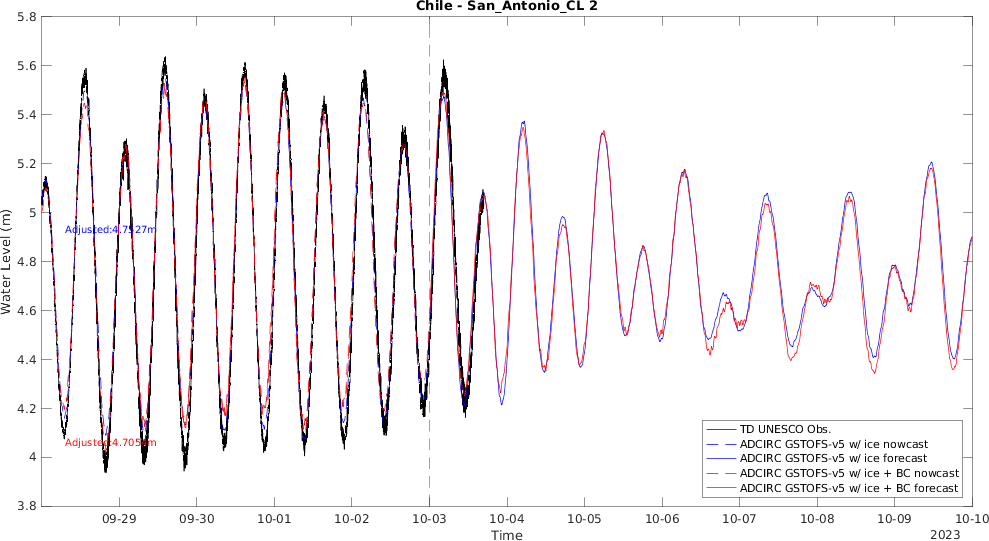 Chile - San_Antonio_CL 2
5.8
5.6
5.4
5.2
5
4.8
4.6
4.4
4.2
4
3.8
Water Level (m)
Adjusted:4.7527m
TD UNESCO Obs.
ADCIRC GSTOFS-v5 w/ ice nowcast
ADCIRC GSTOFS-v5 w/ ice forecast
ADCIRC GSTOFS-v5 w/ ice + BC nowcast
ADCIRC GSTOFS-v5 w/ ice + BC forecast
09-29 09-30 10-01 10-02 10-03 10-04 10-05 10-06 10-07 10-08 10-09 10-10
Time
2023